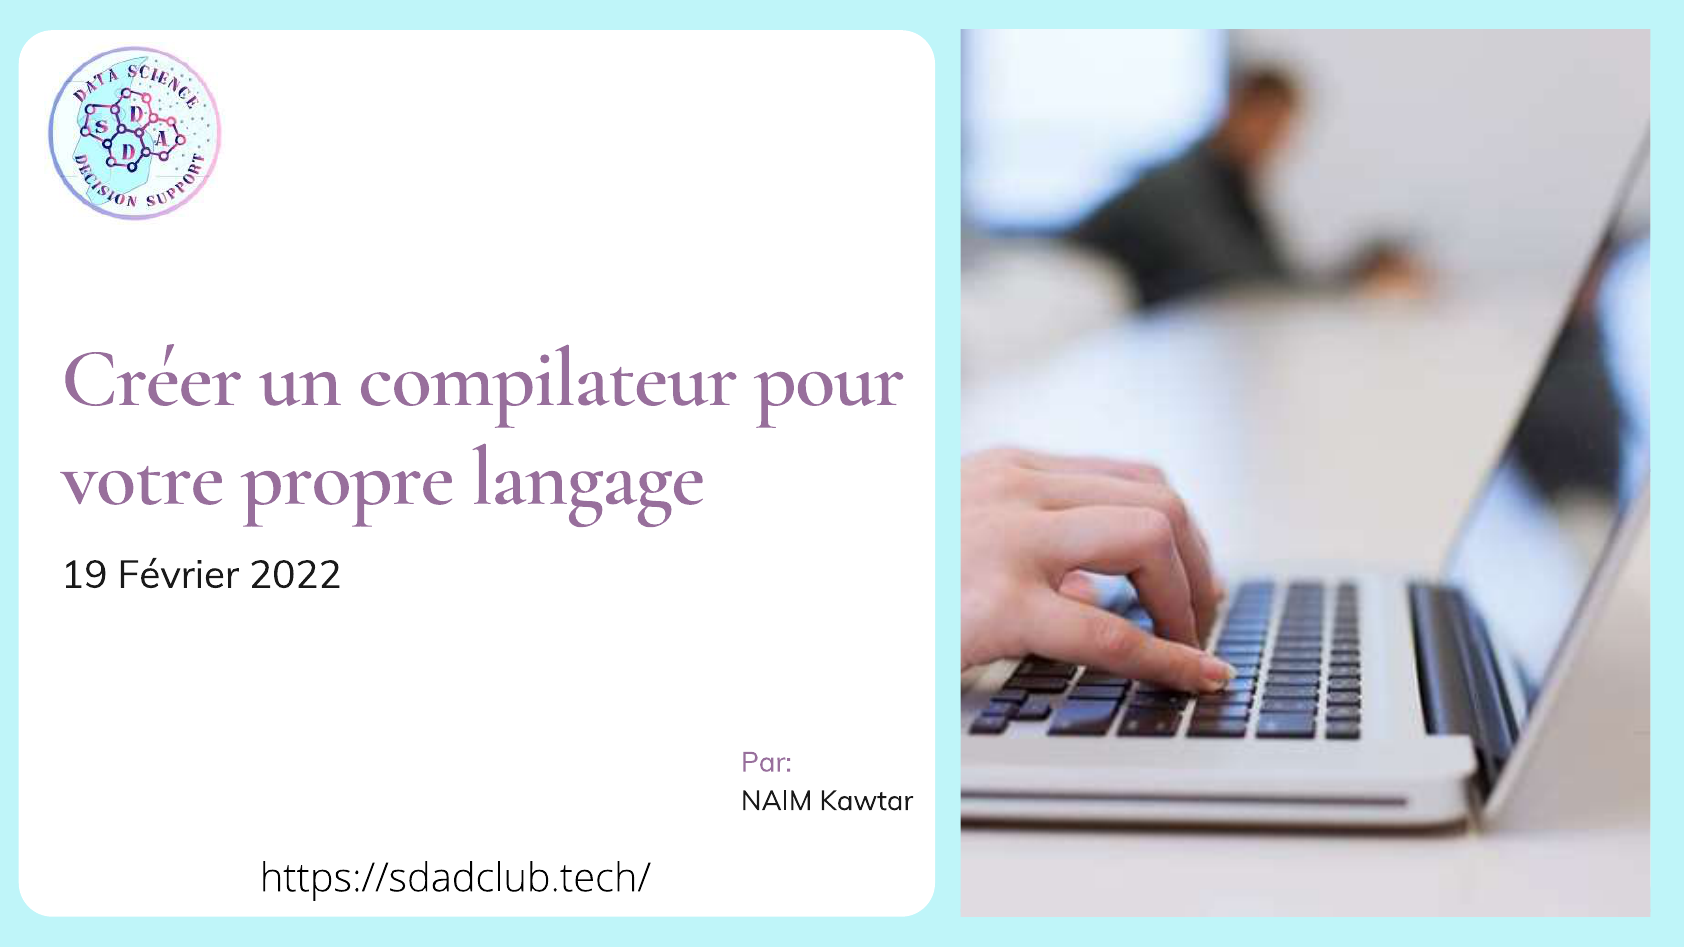 DATA SCIENCE
S D D A
DECISION SUPPORT
Créer un compilateur pour
votre propre langage
19 Février 2022
Par:
NAIM Kawtar
https://sdadclub.tech/